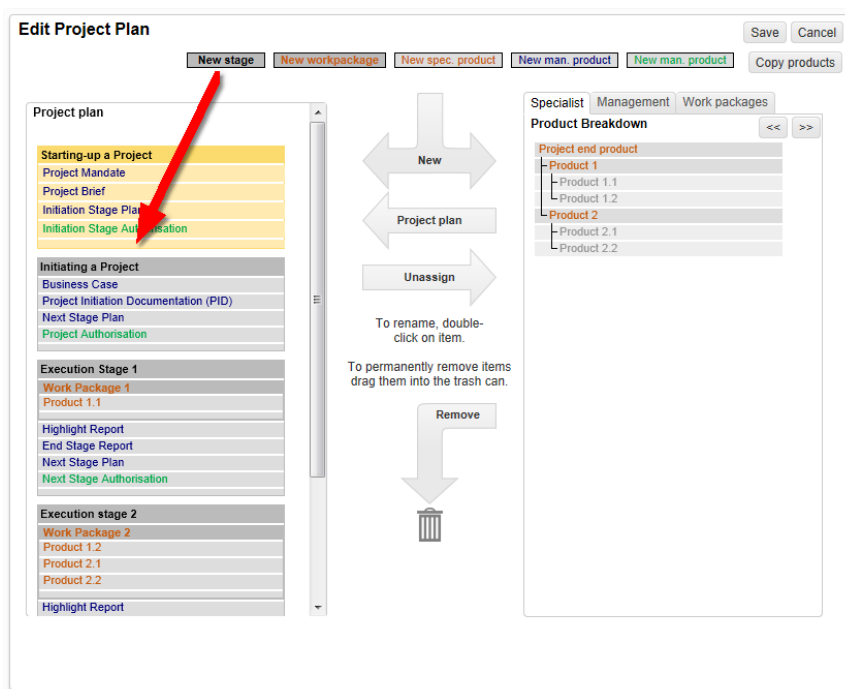 Edit Project Plan
Save
Cancel
New stage
New workpackage
New spec. product
New man. product
New man. product
Copy products
Project plan
Starting-up a Project
Project Mandate
Project Brief
Initiation Stage Plan
Initiation Stage Authorisation
Initiating a Project
Business Case
Project Initiation Documentation (PID)
Next Stage Plan
Project Authorisation
Execution Stage 1
Work Package 1
Product 1.1
Highlight Report
End Stage Report
Next Stage Plan
Next Stage Authorisation
Execution stage 2
Work Package 2
Product 1.2
Product 2.1
Product 2.2
Highlight Report
New
Project plan
Unassign
To rename, double-
click on item.
To permanently remove items
drag them into the trash can.
Remove
Specialist
Management
Work packages
Product Breakdown
<<
>>
Project end product
Product 1
Product 1.1
Product 1.2
Product 2
Product 2.1
Product 2.2